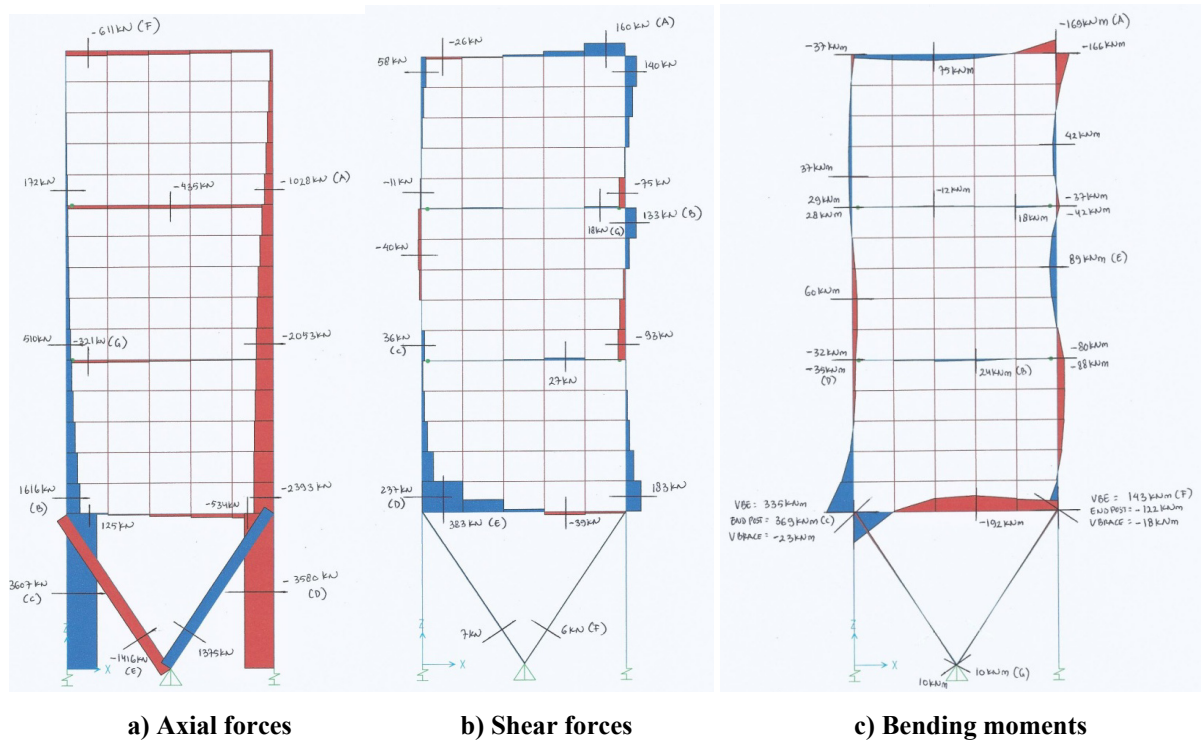 -611kN (F)
172kN
-435kN
-1028kN (A)
510kN
-321kN (G)
-2053kN
1616kN
(B)
125kN
-534kN
-2393kN
3607kN
(C)
-3580kN
(D)
-1416kN
(E)
1375kN
Z
X
a) Axial forces
-26kN
160kN (A)
58kN
140kN
-11kN
-75kN
18kN (G)
133kN (B)
-40kN
36kN
(C)
-93kN
27kN
237kN
(D)
383kN (E)
-39kN
183kN
7kN
6kN (F)
Z
X
b) Shear forces
-169kNm (A)
-37kNm
-166kNm
79kNm
42kNm
37kNm
-12kNm
29kNm
28kNm
18kNm
-37kNm
-42kNm
89kNm (E)
60kNm
-32kNm
-35kNm
(D)
24kNm (B)
-80kNm
-88kNm
VBE: 335kNm
END POST = 369kNm (C)
VBRACE = -23kNm
-192kNm
VBE: 143kNm (F)
END POST = -122kNm
VBRACE = -18kNm
Z
X
10kNm
10kNm (G)
c) Bending moments